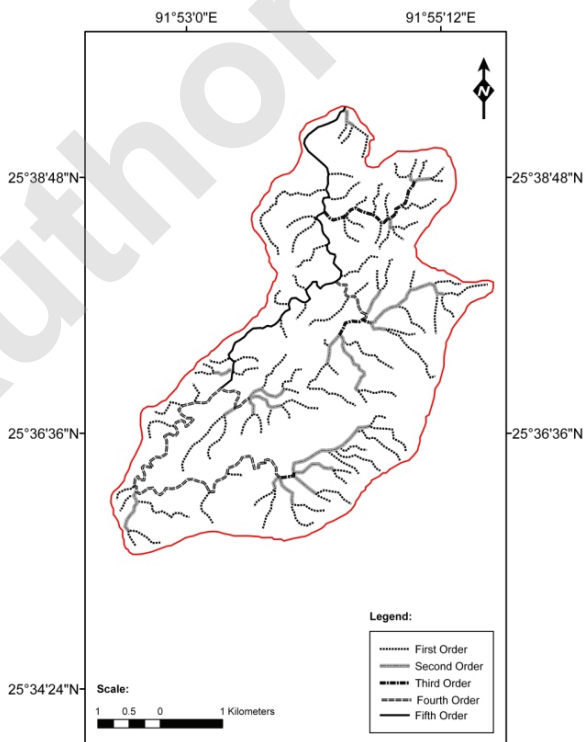 91°53'0"E 91°55'12"E
N
25°38'48"N 25°38'48"N
25°36'36"N 25°36'36"N
Legend:
First Order
Second Order
Third Order
Fourth Order
Fifth Order
25°34'24"N
Scale:
1 0.5 0 1 Kilometers
Author